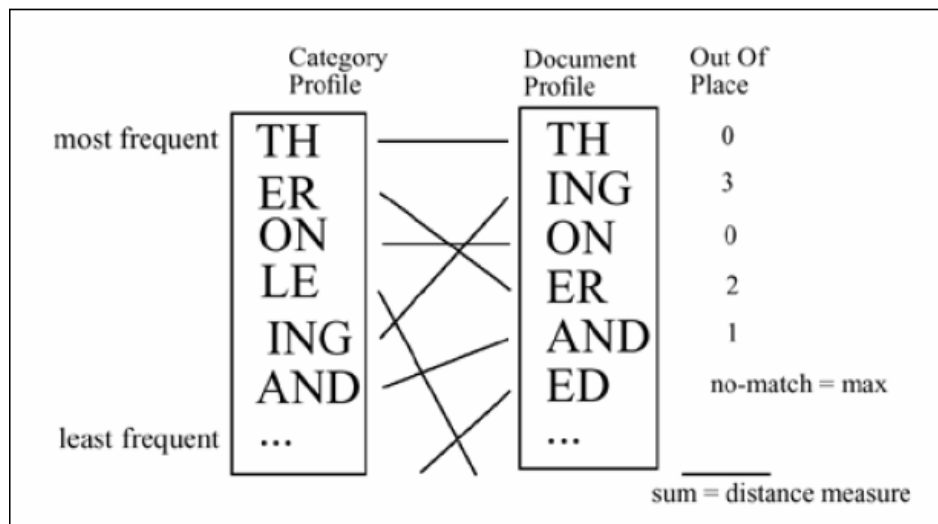 Category
Profile
Document
Profile
Out Of
Place
most frequent
TH
TH
0
ER
ING
3
ON
ON
0
LE
ER
2
ING
AND
1
AND
ED
no-match = max
least frequent
...
...
sum = distance measure